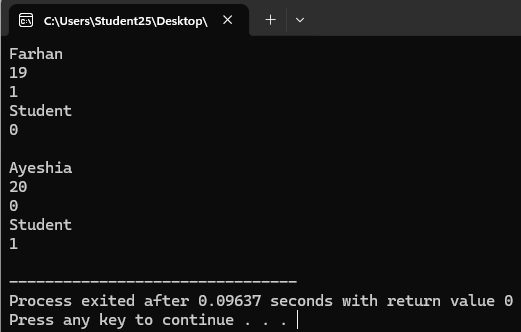 C:\Users\Student25\Desktop\
Farhan
19
1
Student
0
Ayeshia
20
0
Student
1
--------------------------------
Process exited after 0.09637 seconds with return value 0
Press any key to continue . . .